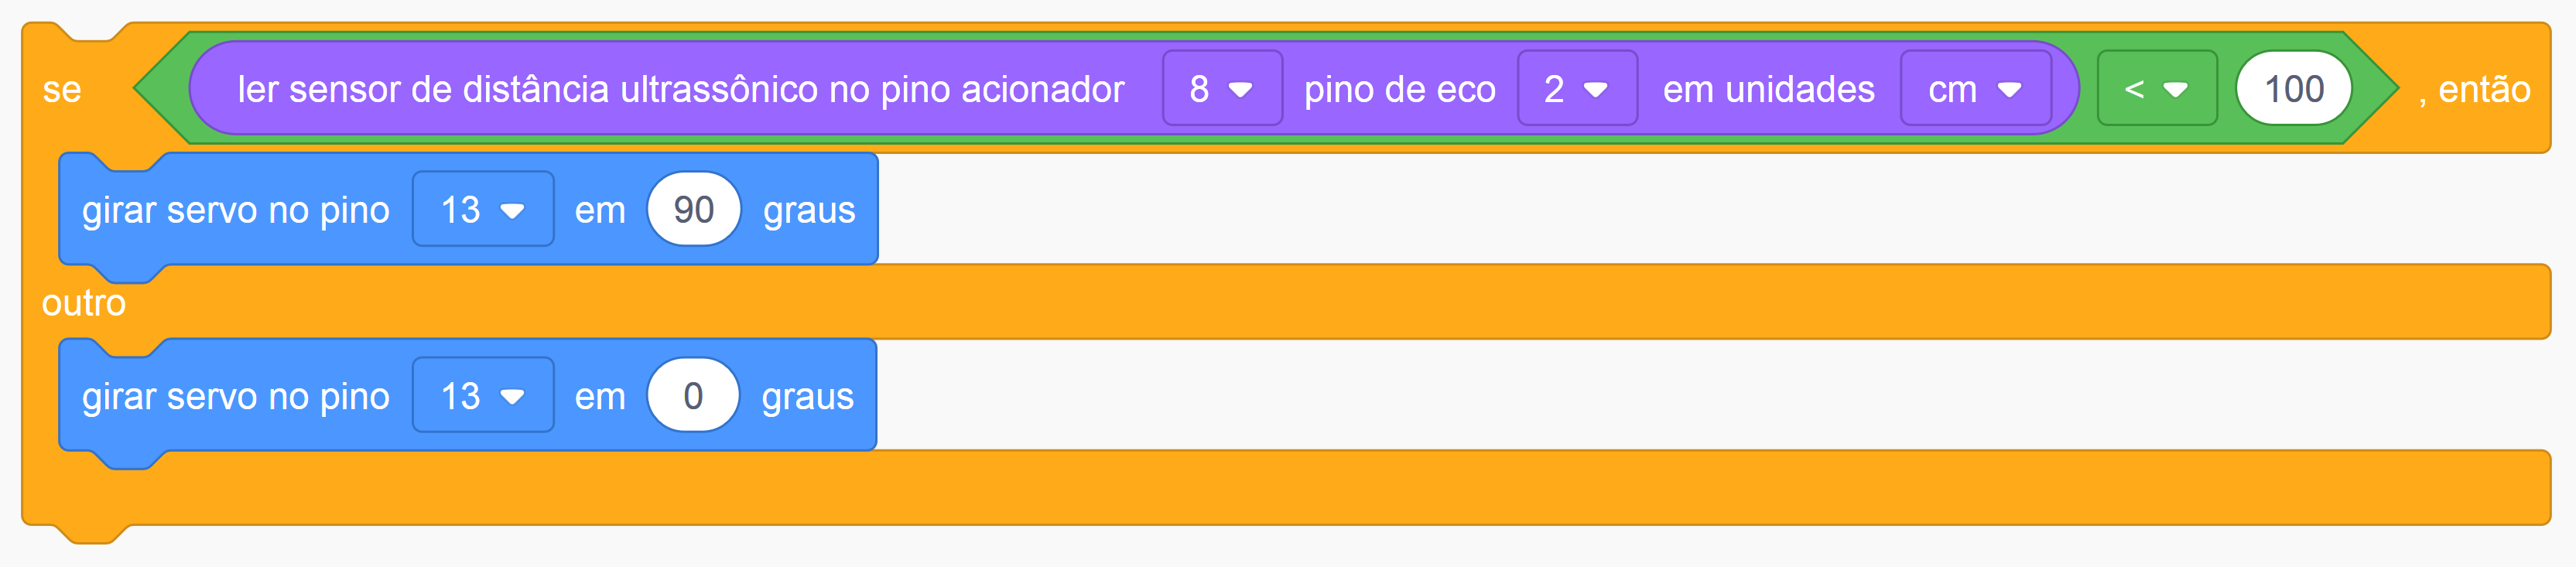 se ler sensor de distância ultrassônico no pino acionador 8 pino de eco 2 em unidades cm < 100 , então
girar servo no pino 13 em 90 graus
outro
girar servo no pino 13 em 0 graus